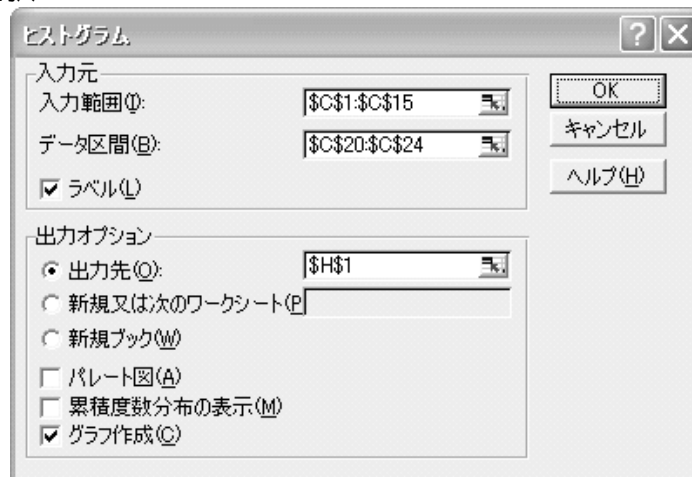 ヒストグラム
入力元
入力範囲(I):
$C$1:$C$15
データ区間(B):
$C$20:$C$24
ラベル(L)
出力オプション
出力先(O):
$H$1
新規又は次のワークシート(P
新規ブック(W)
パレート図(A)
累積度数分布の表示(M)
グラフ作成(C)
OK
キャンセル
ヘルプ(H)